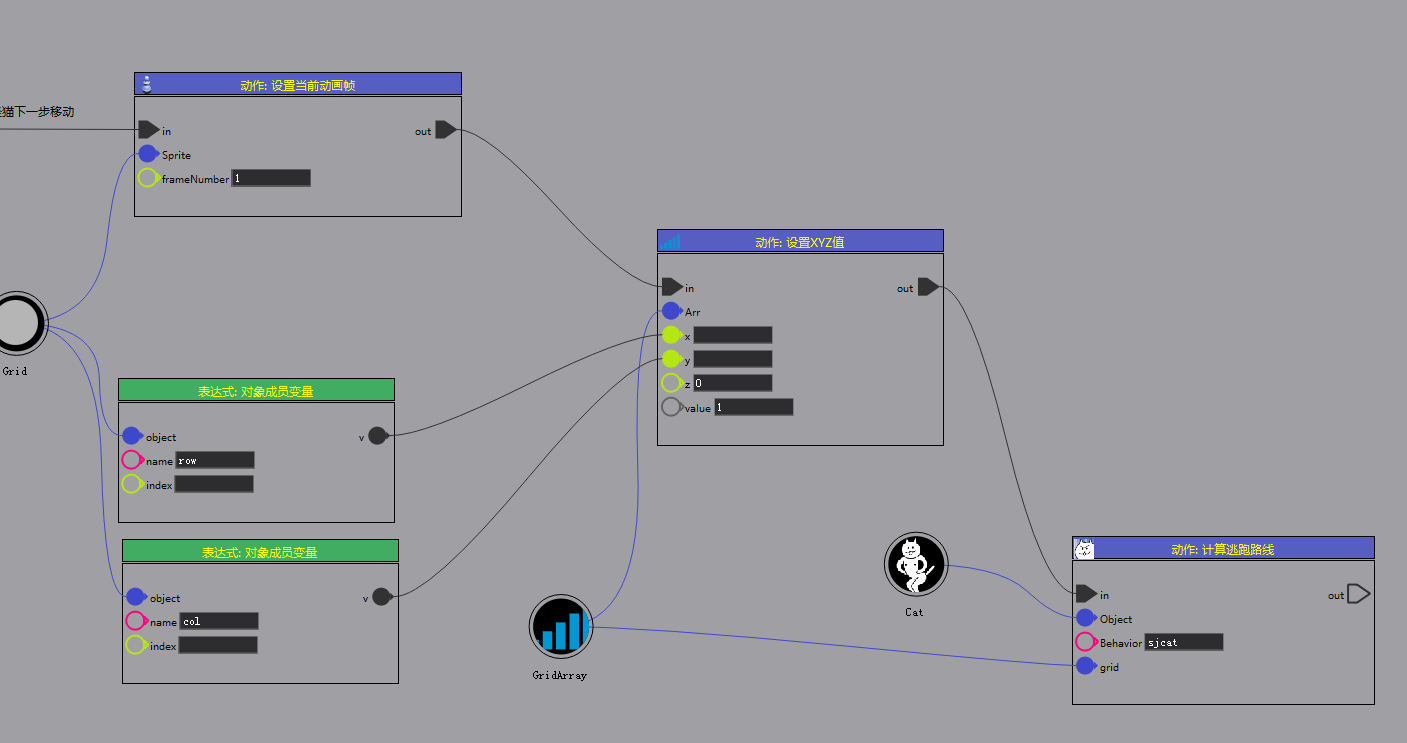 动作: 设置当前动画帧
猫下一步移动
in
out
Sprite
frameNumber 1
Grid
动作: 设置XYZ值
in
out
Arr
x
y
z 0
value 1
表达式: 对象成员变量
object
v
name row
index
表达式: 对象成员变量
object
v
name col
index
GridArray
Cat
动作: 计算逃跑路线
in
out
Object
Behavior sjcat
grid